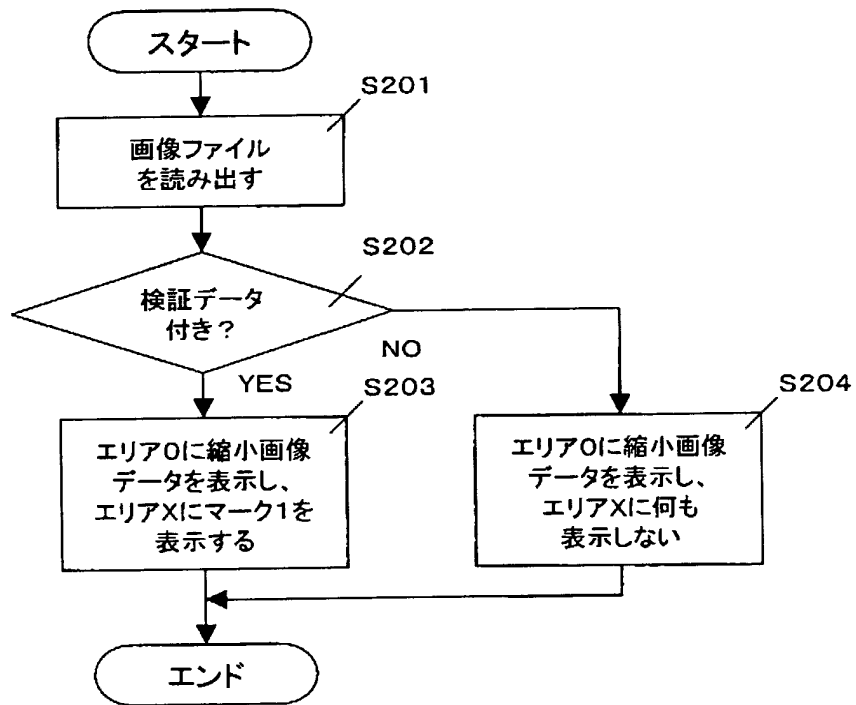 スタート
S201
画像ファイル
を読み出す
S202
検証データ
付き?
NO
YES
S203
エリア0に縮小画像
データを表示し、
エリアXにマーク1を
表示する
S204
エリア0に縮小画像
データを表示し、
エリアXに何も
表示しない
エンド